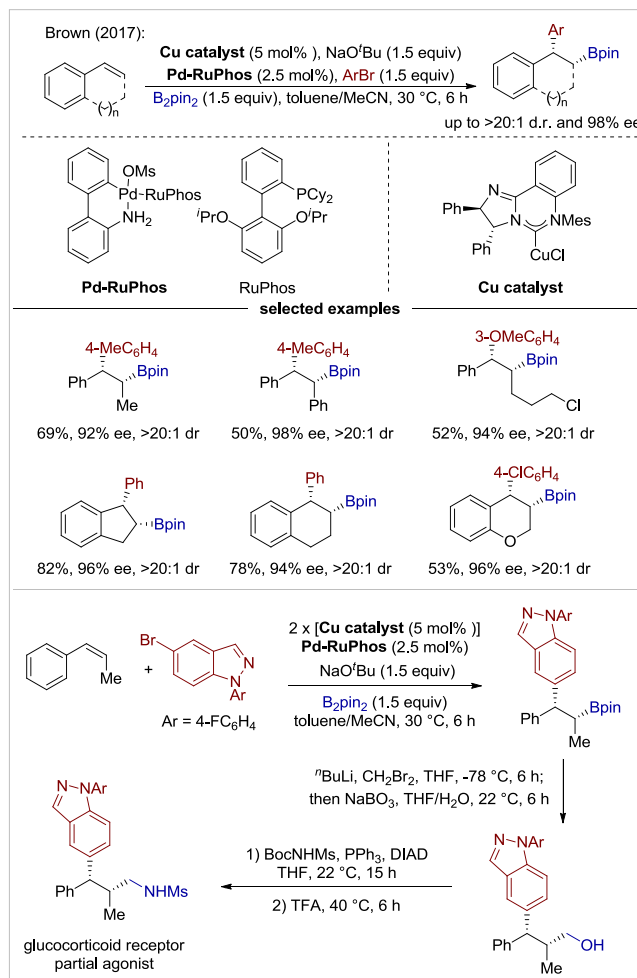 Brown (2017):
Cu catalyst (5 mol% ), NaOᵗBu (1.5 equiv)
Pd-RuPhos (2.5 mol%), ArBr (1.5 equiv)
B₂pin₂ (1.5 equiv), toluene/MeCN, 30 °C, 6 h
( )n
Ar
Bpin
( )n
up to >20:1 d.r. and 98% ee
OMs
Pd-RuPhos
NH₂
Pd-RuPhos
PCy₂
ⁱPrO
OⁱPr
RuPhos
N
Ph
N
NMes
Ph
CuCl
Cu catalyst
selected examples
4-MeC₆H₄
Ph
Bpin
Me
69%, 92% ee, >20:1 dr
4-MeC₆H₄
Ph
Bpin
Ph
50%, 98% ee, >20:1 dr
3-OMeC₆H₄
Ph
Bpin
Cl
52%, 94% ee, >20:1 dr
Ph
Bpin
82%, 96% ee, >20:1 dr
Ph
Bpin
78%, 94% ee, >20:1 dr
4-ClC₆H₄
Bpin
O
53%, 96% ee, >20:1 dr
Me
+
Br
N
N
Ar
Ar = 4-FC₆H₄
2 x [Cu catalyst (5 mol% )]
Pd-RuPhos (2.5 mol%)
NaOᵗBu (1.5 equiv)
B₂pin₂ (1.5 equiv)
toluene/MeCN, 30 °C, 6 h
N N Ar
Ph
Bpin
Me
ⁿBuLi, CH₂Br₂, THF, -78 °C, 6 h;
then NaBO₃, THF/H₂O, 22 °C, 6 h
N N Ar
Ph
OH
Me
1) BocNHMs, PPh₃, DIAD
THF, 22 °C, 15 h
2) TFA, 40 °C, 6 h
N N Ar
Ph
NHMs
Me
glucocorticoid receptor
partial agonist